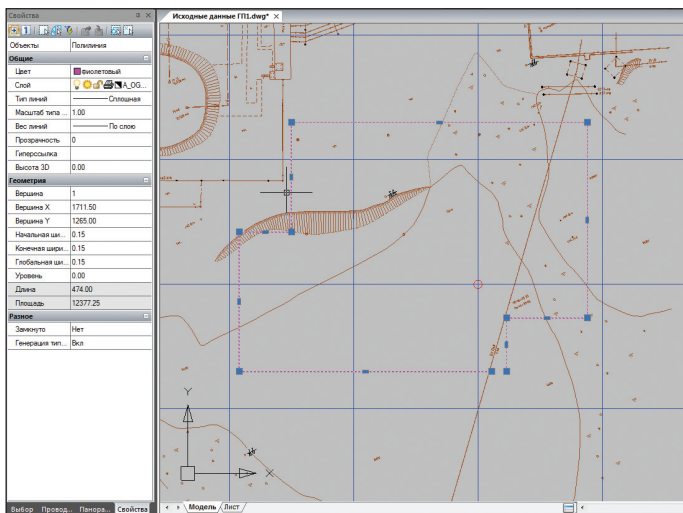 Свойства
Исходные данные ГП1.dwg*
Объекты Полилиния
Общие
Цвет Фиолетовый
Слой A_OG...
Тип линий Сплошная
Масштаб типа ... 1.00
Вес линий По слою
Прозрачность 0
Гиперссылка
Высота 3D 0.00
Геометрия
Вершина 1
Вершина X 1711.50
Вершина Y 1265.00
Начальная ши... 0.15
Конечная шири... 0.15
Глобальная ши... 0.15
Уровень 0.00
Длина 474.00
Площадь 12377.25
Разное
Замкнуто Нет
Генерация тип... Вкл
Y
X
Выбор Провод... Панора... Свойства
Модель Лист